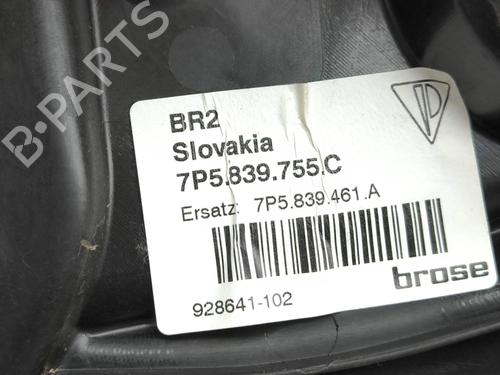 B-PARTS
BR2
Slovakia
7P5.839.755.C
Ersatz: 7P5.839.461.A
928641-102
brose